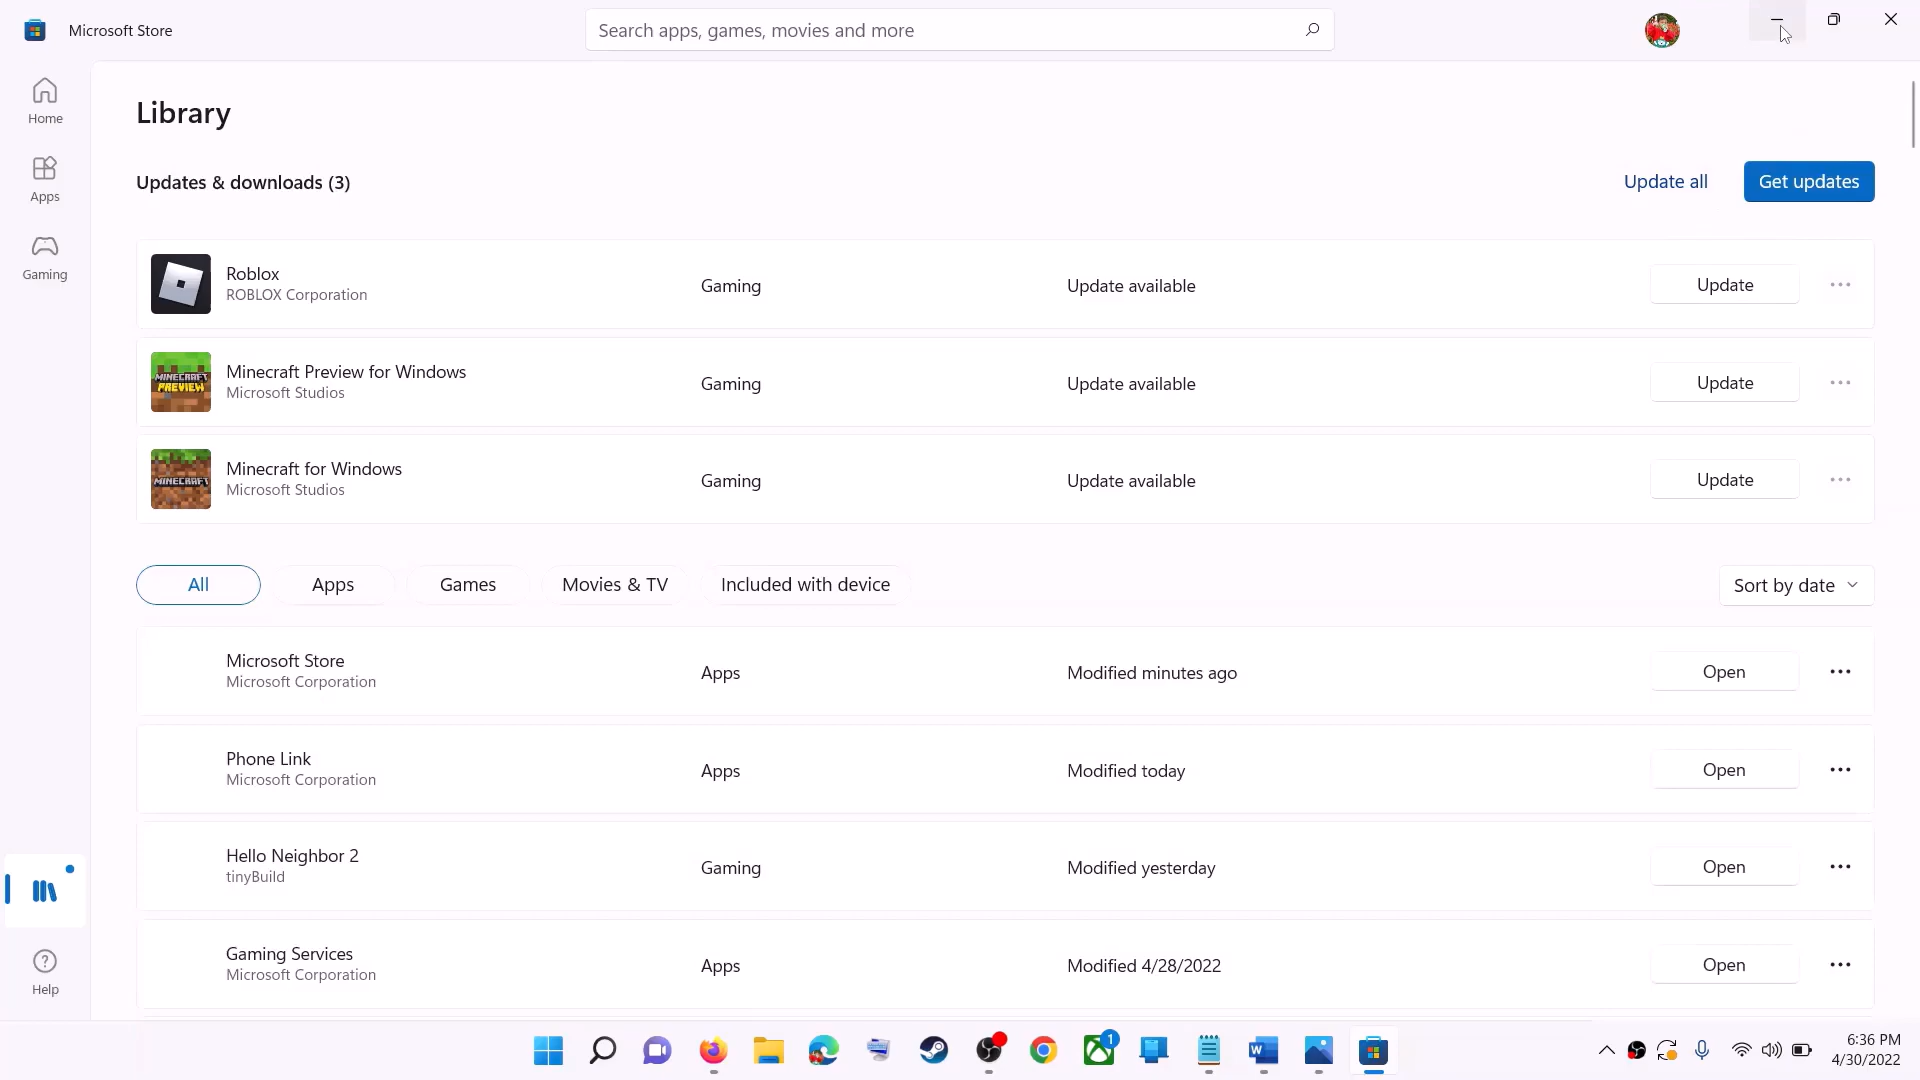 Microsoft Store
Search apps, games, movies and more
Home
Apps
Gaming
Help
Library
Updates & downloads (3)
Update all
Get updates
Roblox
ROBLOX Corporation
Gaming
Update available
Update
MINECRAFT
PREVIEW
Minecraft Preview for Windows
Microsoft Studios
Gaming
Update available
Update
MINECRAFT
Minecraft for Windows
Microsoft Studios
Gaming
Update available
Update
All
Apps
Games
Movies & TV
Included with device
Sort by date
Microsoft Store
Microsoft Corporation
Apps
Modified minutes ago
Open
Phone Link
Microsoft Corporation
Apps
Modified today
Open
Hello Neighbor 2
tinyBuild
Gaming
Modified yesterday
Open
Gaming Services
Microsoft Corporation
Apps
Modified 4/28/2022
Open
1
W
6:36 PM
4/30/2022